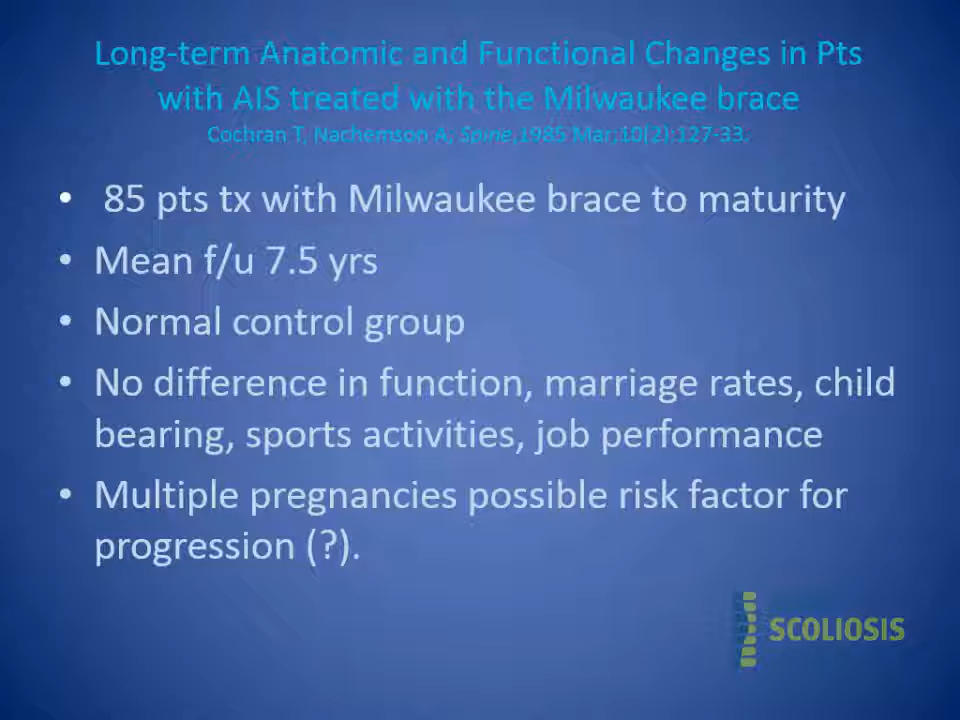 Long-term Anatomic and Functional Changes in Pts
with AIS treated with the Milwaukee brace
Cochran T, Nachemson A; Spine,1985 Mar;10(2):127-33.
• 85 pts tx with Milwaukee brace to maturity
• Mean f/u 7.5 yrs
• Normal control group
• No difference in function, marriage rates, child
bearing, sports activities, job performance
• Multiple pregnancies possible risk factor for
progression (?).
SCOLIOSIS